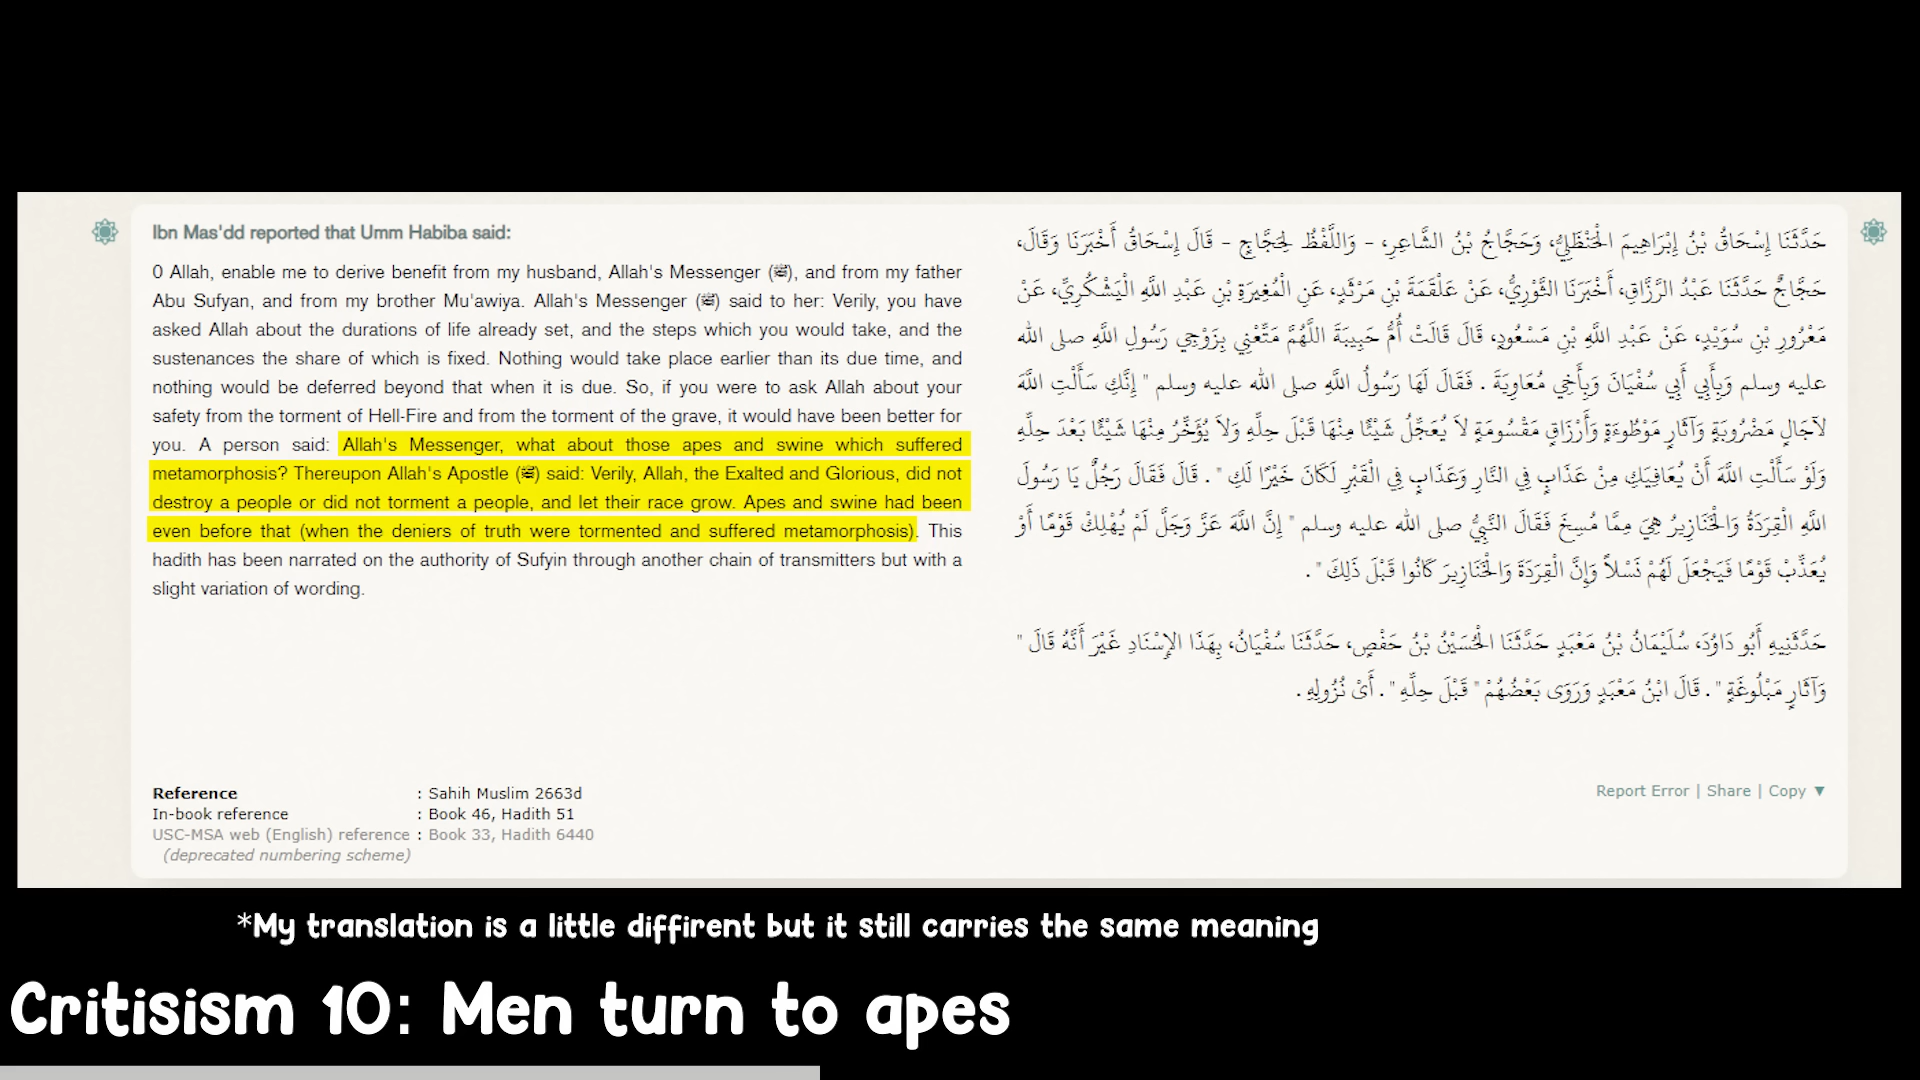 Ibn Mas'dd reported that Umm Habiba said:
0 Allah, enable me to derive benefit from my husband, Allah's Messenger (ﷺ), and from my father
Abu Sufyan, and from my brother Mu'awiya. Allah's Messenger (ﷺ) said to her: Verily, you have
asked Allah about the durations of life already set, and the steps which you would take, and the
sustenances the share of which is fixed. Nothing would take place earlier than its due time, and
nothing would be deferred beyond that when it is due. So, if you were to ask Allah about your
safety from the torment of Hell-Fire and from the torment of the grave, it would have been better for
you. A person said: Allah's Messenger, what about those apes and swine which suffered
metamorphosis? Thereupon Allah's Apostle (ﷺ) said: Verily, Allah, the Exalted and Glorious, did not
destroy a people or did not torment a people, and let their race grow. Apes and swine had been
even before that (when the deniers of truth were tormented and suffered metamorphosis). This
hadith has been narrated on the authority of Sufyin through another chain of transmitters but with a
slight variation of wording.
حَدَّثَنَا إِسْحَاقُ بْنُ إِبْرَاهِيمَ الْحَنْظَلِيُّ، وَحَجَّاجُ بْنُ الشَّاعِرِ، - وَاللَّفْظُ لِحَجَّاجٍ - قَالَ إِسْحَاقُ أَخْبَرَنَا وَقَالَ،
حَجَّاجٌ حَدَّثَنَا عَبْدُ الرَّزَّاقِ، أَخْبَرَنَا الثَّوْرِيُّ، عَنْ عَلْقَمَةَ بْنِ مَرْثَدٍ، عَنِ الْمُغِيرَةِ بْنِ عَبْدِ اللَّهِ الْيَشْكُرِيِّ، عَنْ
مَعْرُورِ بْنِ سُوَيْدٍ، عَنْ عَبْدِ اللَّهِ بْنِ مَسْعُودٍ، قَالَ قَالَتْ أُمُّ حَبِيبَةَ اللَّهُمَّ مَتِّعْنِي بِزَوْجِي رَسُولِ اللَّهِ صلى الله
عليه وسلم وَبِأَبِي أَبِي سُفْيَانَ وَبِأَخِي مُعَاوِيَةَ . فَقَالَ لَهَا رَسُولُ اللَّهِ صلى الله عليه وسلم " إِنَّكِ سَأَلْتِ اللَّهَ
لآجَالٍ مَضْرُوبَةٍ وَآثَارٍ مَوْطُوءَةٍ وَأَرْزَاقٍ مَقْسُومَةٍ لاَ يُعَجِّلُ شَيْئًا مِنْهَا قَبْلَ حِلِّهِ وَلاَ يُؤَخِّرُ مِنْهَا شَيْئًا بَعْدَ حِلِّهِ
وَلَوْ سَأَلْتِ اللَّهَ أَنْ يُعَافِيَكِ مِنْ عَذَابٍ فِي النَّارِ وَعَذَابٍ فِي الْقَبْرِ لَكَانَ خَيْرًا لَكِ " . قَالَ فَقَالَ رَجُلٌ يَا رَسُولَ
اللَّهِ الْقِرَدَةُ وَالْخَنَازِيرُ هِيَ مِمَّا مُسِخَ فَقَالَ النَّبِيُّ صلى الله عليه وسلم " إِنَّ اللَّهَ عَزَّ وَجَلَّ لَمْ يُهْلِكْ قَوْمًا أَوْ
يُعَذِّبْ قَوْمًا فَيَجْعَلَ لَهُمْ نَسْلاً وَإِنَّ الْقِرَدَةَ وَالْخَنَازِيرَ كَانُوا قَبْلَ ذَلِكَ " .
حَدَّثَنِيهِ أَبُو دَاوُدَ، سُلَيْمَانُ بْنُ مَعْبَدٍ حَدَّثَنَا الْحُسَيْنُ بْنُ حَفْصٍ، حَدَّثَنَا سُفْيَانُ، بِهَذَا الإِسْنَادِ غَيْرَ أَنَّهُ قَالَ "
وَآثَارٍ مَبْلُوغَةٍ " . قَالَ ابْنُ مَعْبَدٍ وَرَوَى بَعْضُهُمْ " قَبْلَ حِلِّهِ " . أَىْ نُزُولِهِ .
Reference : Sahih Muslim 2663d
In-book reference : Book 46, Hadith 51
USC-MSA web (English) reference : Book 33, Hadith 6440
(deprecated numbering scheme)
Report Error | Share | Copy ▼
*My translation is a little diffirent but it still carries the same meaning
Critisism 10: Men turn to apes